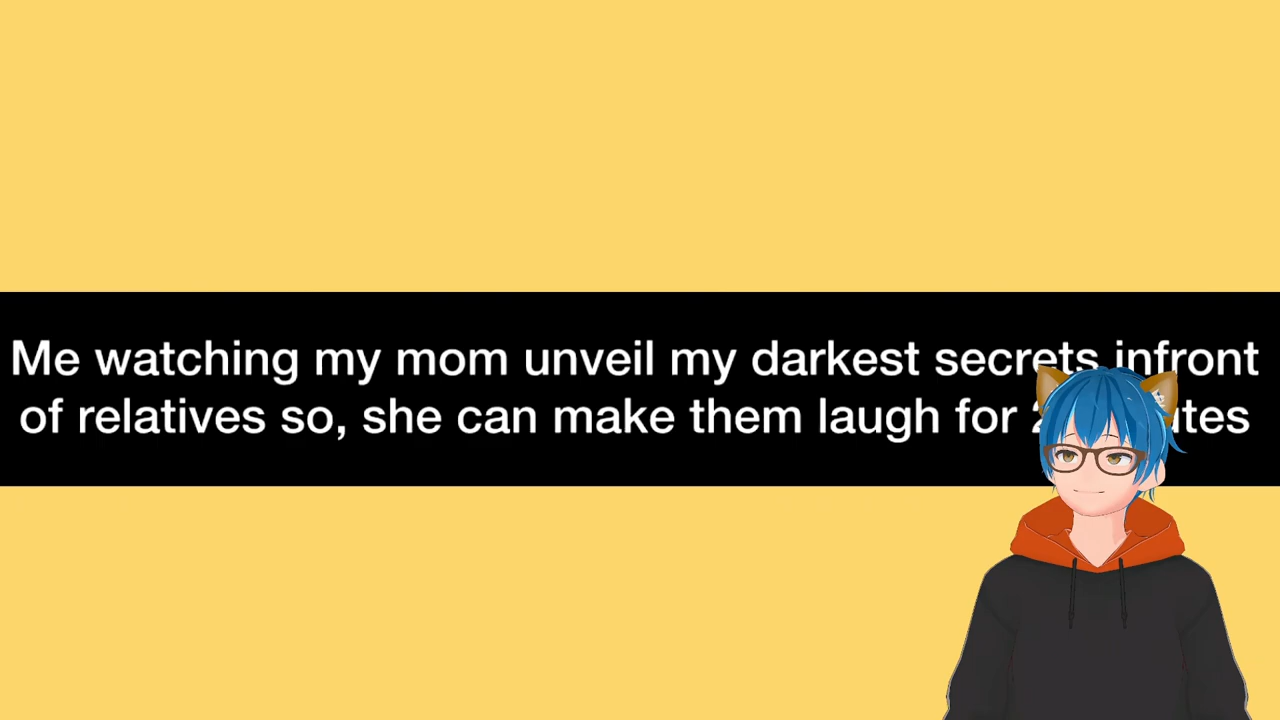 Me watching my mom unveil my darkest secrets infront
of relatives so, she can make them laugh for